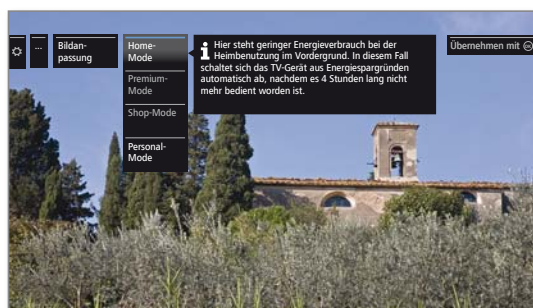 ...
Bildan-
passung
Home-
Mode
Premium-
Mode
Shop-Mode
Personal-
Mode
i Hier steht geringer Energieverbrauch bei der
Heimbenutzung im Vordergrund. In diesem Fall
schaltet sich das TV-Gerät aus Energiespargründen
automatisch ab, nachdem es 4 Stunden lang nicht
mehr bedient worden ist.
Übernehmen mit OK